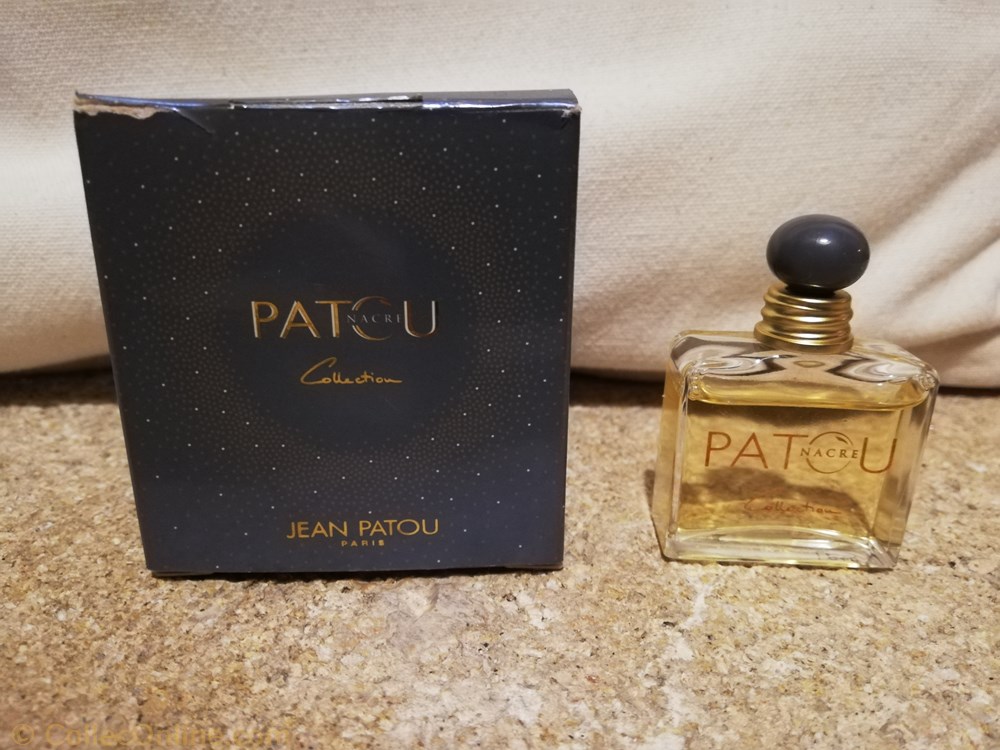 PATOU
NACRE
Collection
JEAN PATOU
PARIS
PATOU
NACRE
Collection